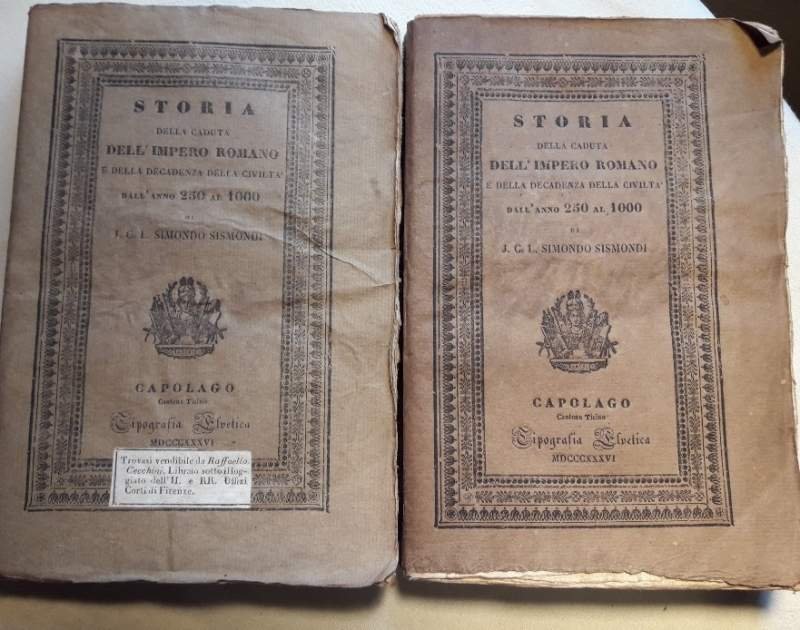 STORIA
DELLA CADUTA
DELL'IMPERO ROMANO
E DELLA DECADENZA DELLA CIVILTA'
DALL'ANNO 250 AL 1000
DI
J. C. L. SIMONDO SISMONDI
CAPOLAGO
Cantone Ticino
Tipografia Elvetica
MDCCCXXXVI
Trovasi vendibile da Raffaello
Cecchini, Libraio sotto il log-
giato dell'II. e RR. Uffizi
Corti di Firenze.
STORIA
DELLA CADUTA
DELL'IMPERO ROMANO
E DELLA DECADENZA DELLA CIVILTA'
DALL'ANNO 250 AL 1000
DI
J. C. L. SIMONDO SISMONDI
CAPOLAGO
Cantone Ticino
Tipografia Elvetica
MDCCCXXXVI